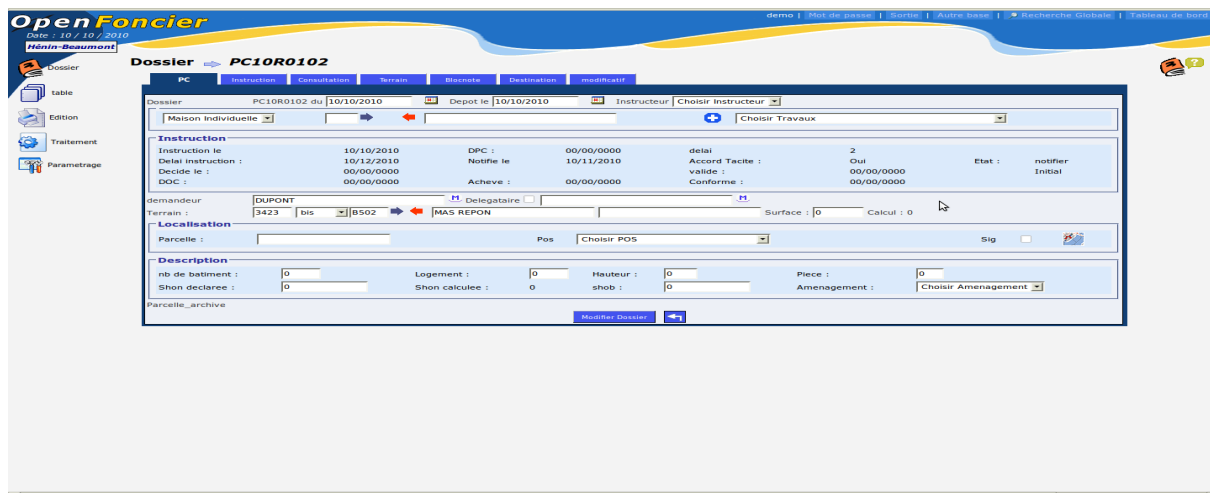 demo | Mot de passe | Sortie | Autre base | Recherche Globale | Tableau de bord
OpenFoncier
Date : 10 / 10 / 2010
Hénin-Beaumont
Dossier PC10R0102
Dossier
table
Edition
Traitement
Parametrage
PC Instruction Consultation Terrain Blocnote Destination modificatif
Dossier PC10R0102 du 10/10/2010 Depot le 10/10/2010 Instructeur Choisir Instructeur
Maison Individuelle Choisir Travaux
Instruction
Instruction le 10/10/2010 DPC : 00/00/0000 delai 2
Delai instruction : 10/12/2010 Notifie le 10/11/2010 Accord Tacite : Oui Etat : notifier
Decide le : 00/00/0000 valide : 00/00/0000 Initial
DOC : 00/00/0000 Acheve : 00/00/0000 Conforme : 00/00/0000
demandeur DUPONT M Delegataire M
Terrain : 3423 bis B502 MAS REPON Surface : 0 Calcul : 0
Localisation
Parcelle : Pos Choisir POS Sig
Description
nb de batiment : 0 Logement : 0 Hauteur : 0 Piece : 0
Shon declaree : 0 Shon calculee : 0 shob : 0 Amenagement : Choisir Amenagement
Parcelle_archive
Modifier Dossier